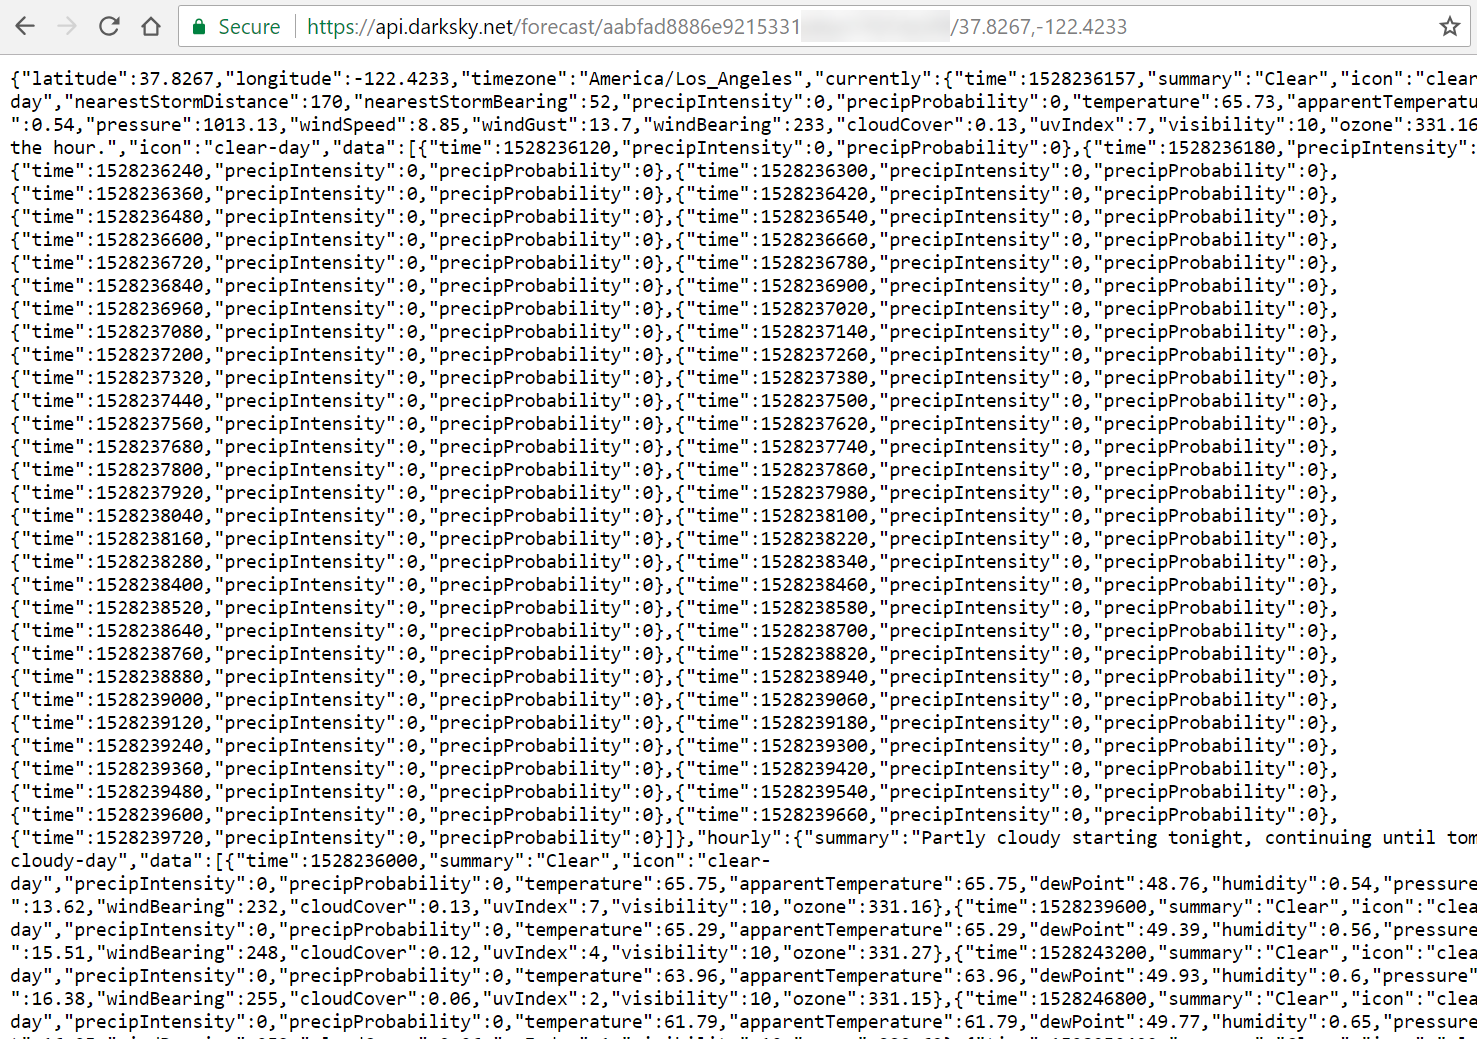 Secure https://api.darksky.net/forecast/aabfad8886e9215331 /37.8267,-122.4233
{"latitude":37.8267,"longitude":-122.4233,"timezone":"America/Los_Angeles","currently":{"time":1528236157,"summary":"Clear","icon":"clear
day","nearestStormDistance":170,"nearestStormBearing":52,"precipIntensity":0,"precipProbability":0,"temperature":65.73,"apparentTemperatu
":0.54,"pressure":1013.13,"windSpeed":8.85,"windGust":13.7,"windBearing":233,"cloudCover":0.13,"uvIndex":7,"visibility":10,"ozone":331.16
the hour.","icon":"clear-day","data":[{"time":1528236120,"precipIntensity":0,"precipProbability":0},{"time":1528236180,"precipIntensity":
{"time":1528236240,"precipIntensity":0,"precipProbability":0},{"time":1528236300,"precipIntensity":0,"precipProbability":0},
{"time":1528236360,"precipIntensity":0,"precipProbability":0},{"time":1528236420,"precipIntensity":0,"precipProbability":0},
{"time":1528236480,"precipIntensity":0,"precipProbability":0},{"time":1528236540,"precipIntensity":0,"precipProbability":0},
{"time":1528236600,"precipIntensity":0,"precipProbability":0},{"time":1528236660,"precipIntensity":0,"precipProbability":0},
{"time":1528236720,"precipIntensity":0,"precipProbability":0},{"time":1528236780,"precipIntensity":0,"precipProbability":0},
{"time":1528236840,"precipIntensity":0,"precipProbability":0},{"time":1528236900,"precipIntensity":0,"precipProbability":0},
{"time":1528236960,"precipIntensity":0,"precipProbability":0},{"time":1528237020,"precipIntensity":0,"precipProbability":0},
{"time":1528237080,"precipIntensity":0,"precipProbability":0},{"time":1528237140,"precipIntensity":0,"precipProbability":0},
{"time":1528237200,"precipIntensity":0,"precipProbability":0},{"time":1528237260,"precipIntensity":0,"precipProbability":0},
{"time":1528237320,"precipIntensity":0,"precipProbability":0},{"time":1528237380,"precipIntensity":0,"precipProbability":0},
{"time":1528237440,"precipIntensity":0,"precipProbability":0},{"time":1528237500,"precipIntensity":0,"precipProbability":0},
{"time":1528237560,"precipIntensity":0,"precipProbability":0},{"time":1528237620,"precipIntensity":0,"precipProbability":0},
{"time":1528237680,"precipIntensity":0,"precipProbability":0},{"time":1528237740,"precipIntensity":0,"precipProbability":0},
{"time":1528237800,"precipIntensity":0,"precipProbability":0},{"time":1528237860,"precipIntensity":0,"precipProbability":0},
{"time":1528237920,"precipIntensity":0,"precipProbability":0},{"time":1528237980,"precipIntensity":0,"precipProbability":0},
{"time":1528238040,"precipIntensity":0,"precipProbability":0},{"time":1528238100,"precipIntensity":0,"precipProbability":0},
{"time":1528238160,"precipIntensity":0,"precipProbability":0},{"time":1528238220,"precipIntensity":0,"precipProbability":0},
{"time":1528238280,"precipIntensity":0,"precipProbability":0},{"time":1528238340,"precipIntensity":0,"precipProbability":0},
{"time":1528238400,"precipIntensity":0,"precipProbability":0},{"time":1528238460,"precipIntensity":0,"precipProbability":0},
{"time":1528238520,"precipIntensity":0,"precipProbability":0},{"time":1528238580,"precipIntensity":0,"precipProbability":0},
{"time":1528238640,"precipIntensity":0,"precipProbability":0},{"time":1528238700,"precipIntensity":0,"precipProbability":0},
{"time":1528238760,"precipIntensity":0,"precipProbability":0},{"time":1528238820,"precipIntensity":0,"precipProbability":0},
{"time":1528238880,"precipIntensity":0,"precipProbability":0},{"time":1528238940,"precipIntensity":0,"precipProbability":0},
{"time":1528239000,"precipIntensity":0,"precipProbability":0},{"time":1528239060,"precipIntensity":0,"precipProbability":0},
{"time":1528239120,"precipIntensity":0,"precipProbability":0},{"time":1528239180,"precipIntensity":0,"precipProbability":0},
{"time":1528239240,"precipIntensity":0,"precipProbability":0},{"time":1528239300,"precipIntensity":0,"precipProbability":0},
{"time":1528239360,"precipIntensity":0,"precipProbability":0},{"time":1528239420,"precipIntensity":0,"precipProbability":0},
{"time":1528239480,"precipIntensity":0,"precipProbability":0},{"time":1528239540,"precipIntensity":0,"precipProbability":0},
{"time":1528239600,"precipIntensity":0,"precipProbability":0},{"time":1528239660,"precipIntensity":0,"precipProbability":0},
{"time":1528239720,"precipIntensity":0,"precipProbability":0}]},"hourly":{"summary":"Partly cloudy starting tonight, continuing until tom
cloudy-day","data":[{"time":1528236000,"summary":"Clear","icon":"clear-
day","precipIntensity":0,"precipProbability":0,"temperature":65.75,"apparentTemperature":65.75,"dewPoint":48.76,"humidity":0.54,"pressure
":13.62,"windBearing":232,"cloudCover":0.13,"uvIndex":7,"visibility":10,"ozone":331.16},{"time":1528239600,"summary":"Clear","icon":"clea
day","precipIntensity":0,"precipProbability":0,"temperature":65.29,"apparentTemperature":65.29,"dewPoint":49.39,"humidity":0.56,"pressure
":15.51,"windBearing":248,"cloudCover":0.12,"uvIndex":4,"visibility":10,"ozone":331.27},{"time":1528243200,"summary":"Clear","icon":"clea
day","precipIntensity":0,"precipProbability":0,"temperature":63.96,"apparentTemperature":63.96,"dewPoint":49.93,"humidity":0.6,"pressure"
":16.38,"windBearing":255,"cloudCover":0.06,"uvIndex":2,"visibility":10,"ozone":331.15},{"time":1528246800,"summary":"Clear","icon":"clea
day","precipIntensity":0,"precipProbability":0,"temperature":61.79,"apparentTemperature":61.79,"dewPoint":49.77,"humidity":0.65,"pressure